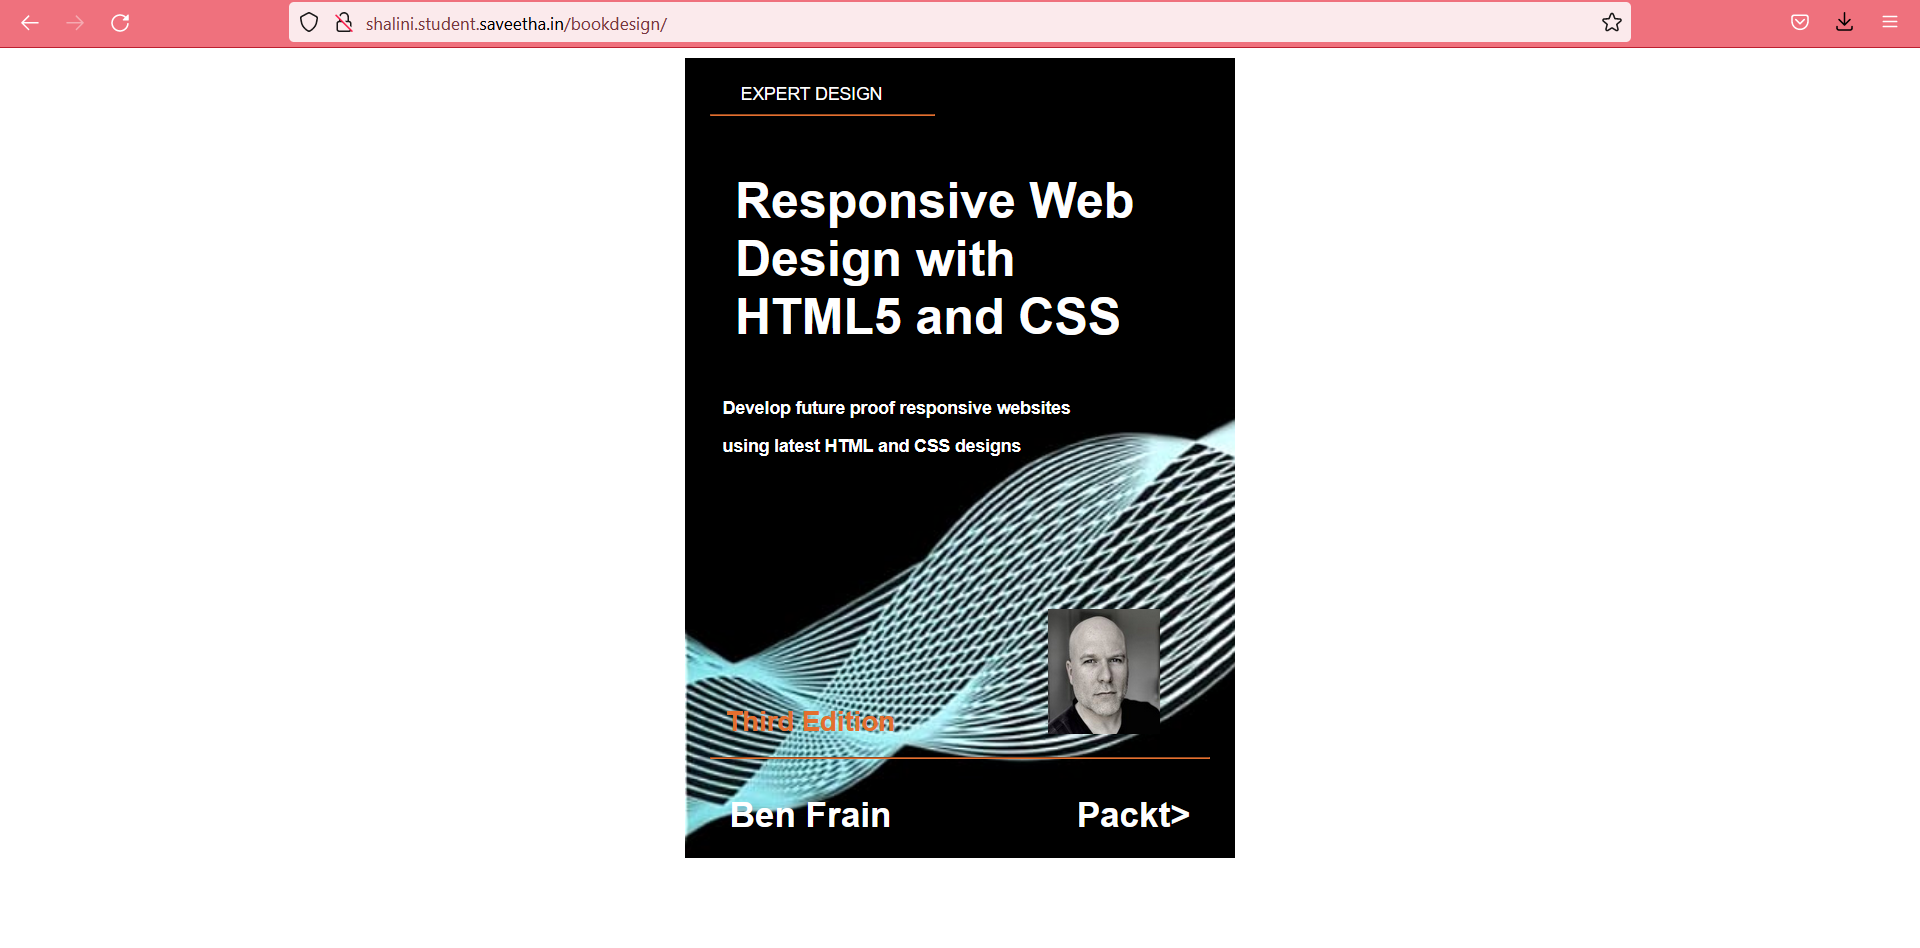 shalini.student.saveetha.in/bookdesign/
EXPERT DESIGN
Responsive Web
Design with
HTML5 and CSS
Develop future proof responsive websites
using latest HTML and CSS designs
Third Edition
Ben Frain
Packt>